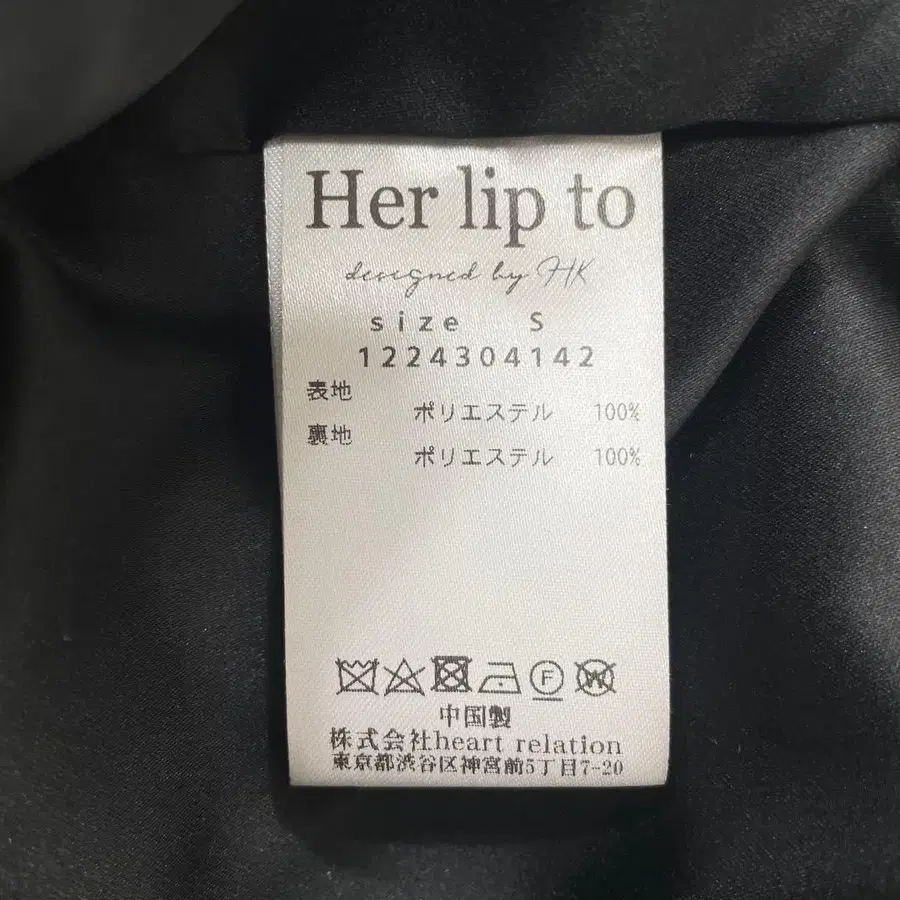 Her lip to
designed by HK
size S
1224304142
表地
ポリエステル 100%
裏地
ポリエステル 100%
F
W
中国製
株式会社heart relation
東京都渋谷区神宮前5丁目7-20